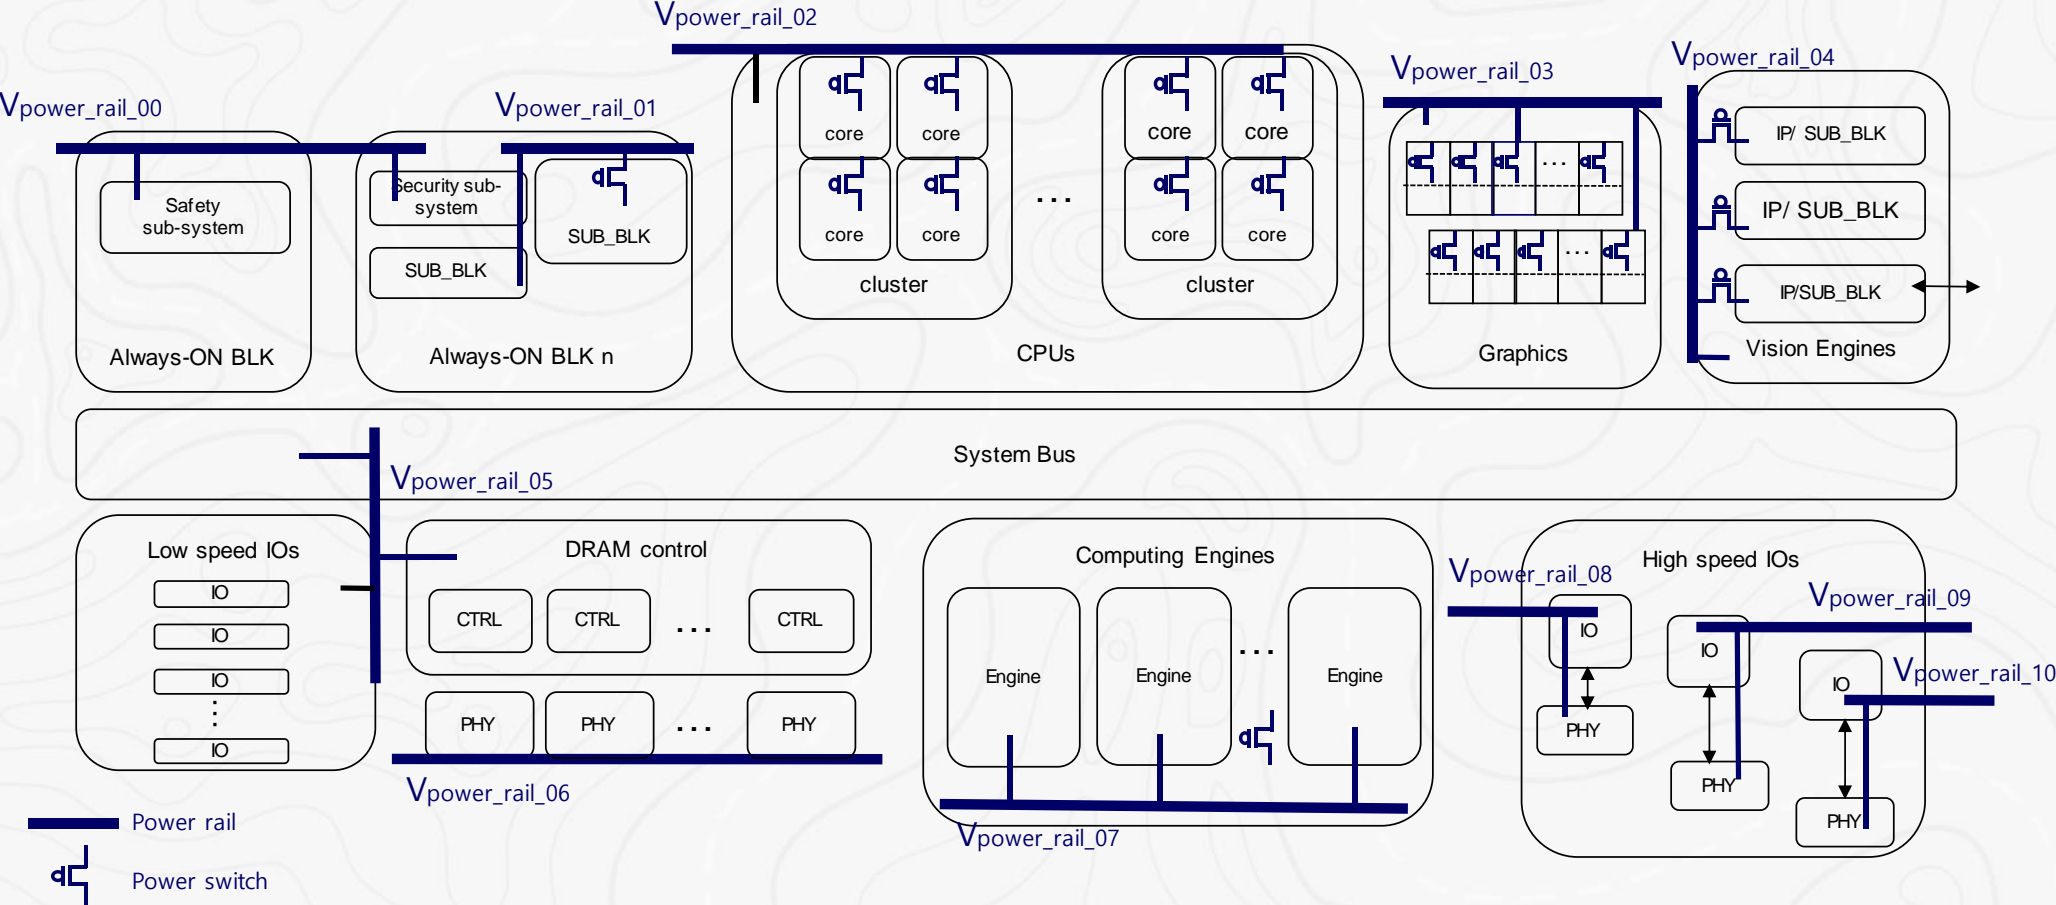 Vpower_rail_02
Vpower_rail_03
Vpower_rail_04
Vpower_rail_00
Vpower_rail_01
Safety
sub-system
Always-ON BLK
Security sub-
system
SUB_BLK
SUB_BLK
Always-ON BLK n
core
core
core
core
cluster
...
core
core
core
core
cluster
CPUs
...
...
Graphics
IP/ SUB_BLK
IP/ SUB_BLK
IP/SUB_BLK
Vision Engines
System Bus
Vpower_rail_05
Low speed IOs
IO
IO
IO
...
IO
DRAM control
CTRL
CTRL
...
CTRL
PHY
PHY
...
PHY
Vpower_rail_06
Computing Engines
Engine
Engine
...
Engine
Vpower_rail_07
High speed IOs
Vpower_rail_08
IO
PHY
Vpower_rail_09
IO
PHY
Vpower_rail_10
IO
PHY
Power rail
Power switch